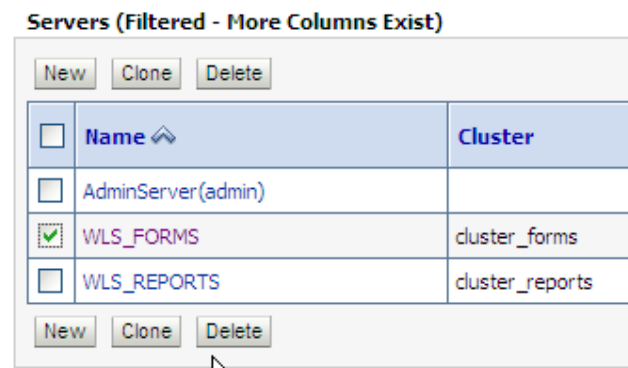 Servers (Filtered - More Columns Exist)
New Clone Delete
Name Cluster
AdminServer(admin)
WLS_FORMS cluster_forms
WLS_REPORTS cluster_reports
New Clone Delete